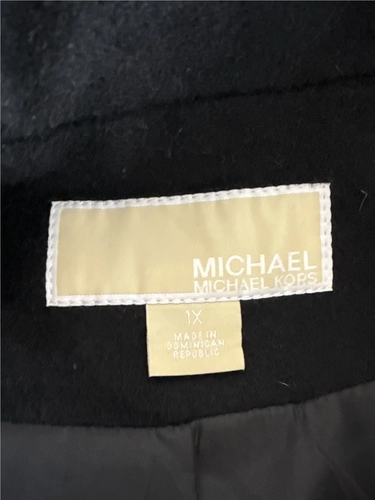 MICHAEL
MICHAEL KORS
1X
MADE IN
DOMINICAN
REPUBLIC